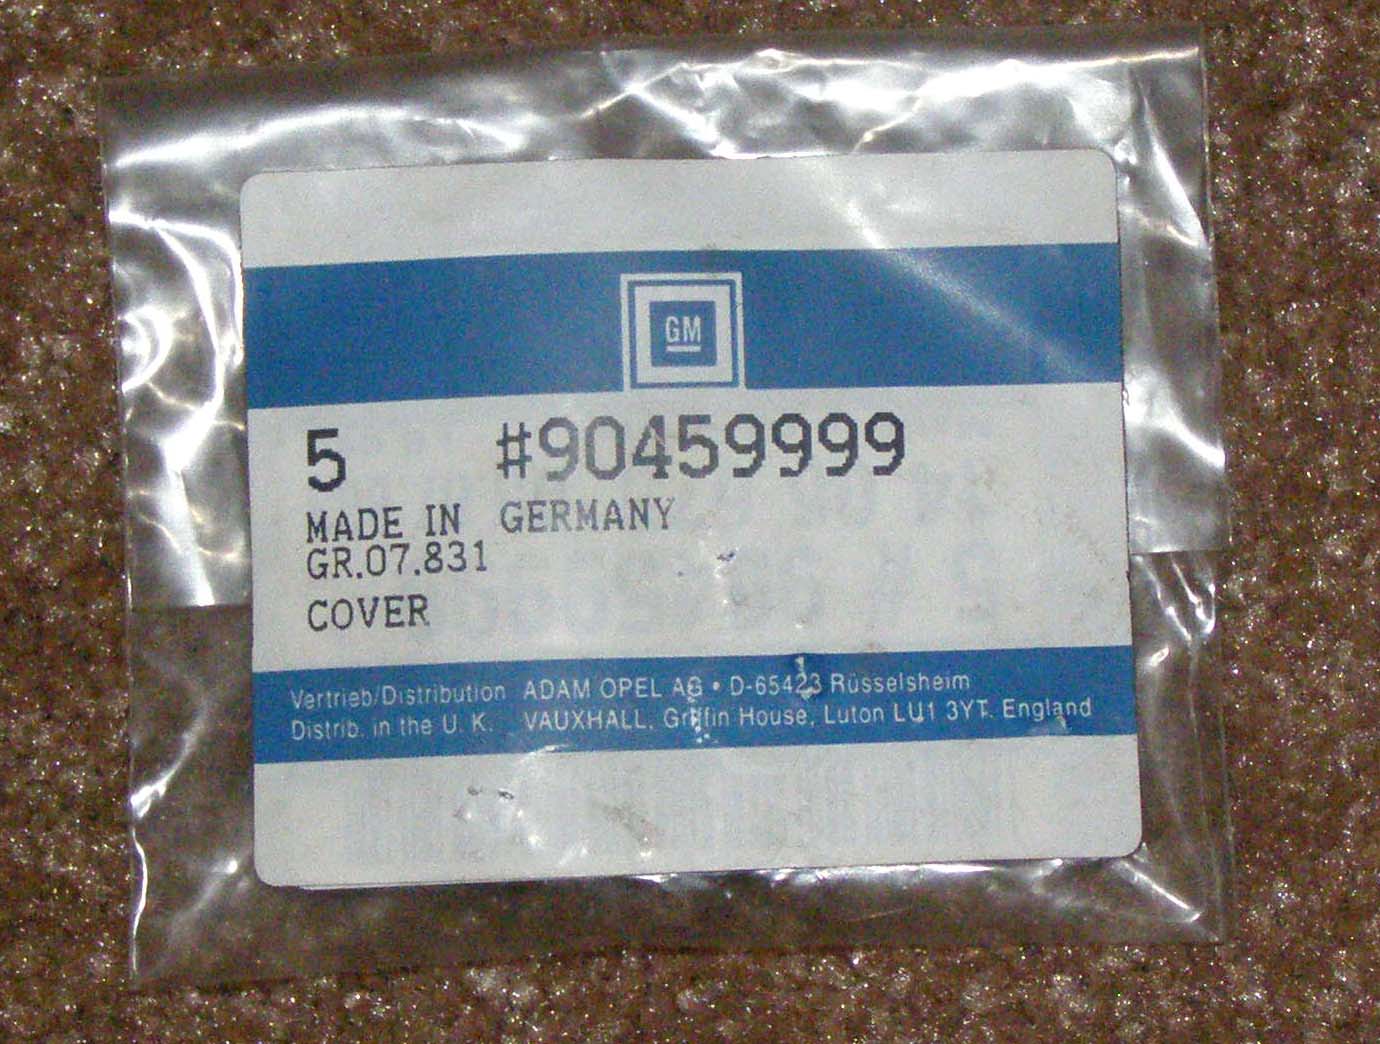 GM
5 #90459999
MADE IN GERMANY
GR.07.831
COVER
Vertrieb/Distribution ADAM OPEL AG • D-65423 Rüsselsheim
Distrib. in the U. K. VAUXHALL, Griffin House, Luton LU1 3YT. England